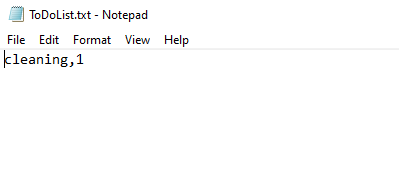 ToDoList.txt - Notepad
File Edit Format View Help
cleaning,1